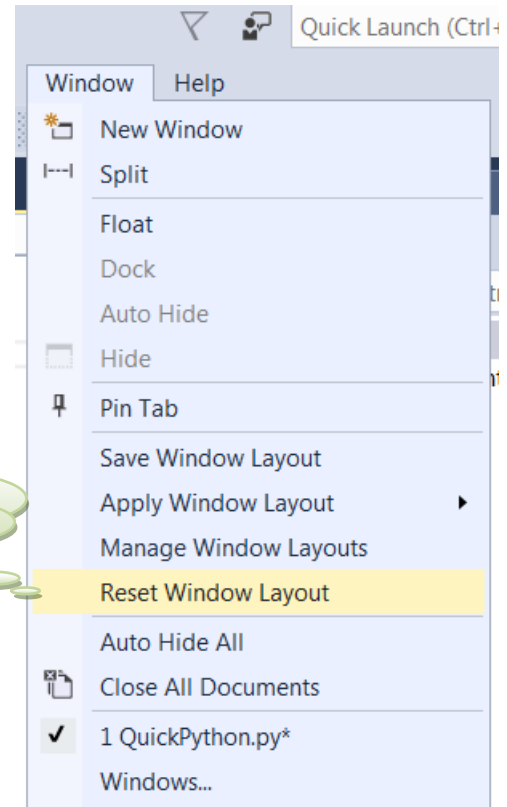 Quick Launch (Ctrl+
Window Help
New Window
Split
Float
Dock
Auto Hide
Hide
Pin Tab
Save Window Layout
Apply Window Layout
Manage Window Layouts
Reset Window Layout
Auto Hide All
Close All Documents
1 QuickPython.py*
Windows...